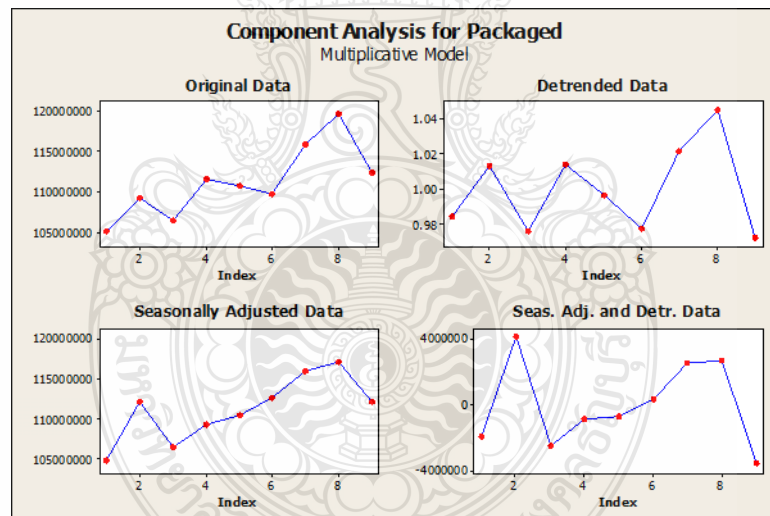 Component Analysis for Packaged
Multiplicative Model
Original Data
120000000
115000000
110000000
105000000
2 4 6 8
Index
Detrended Data
1.04
1.02
1.00
0.98
2 4 6 8
Index
Seasonally Adjusted Data
120000000
115000000
110000000
105000000
2 4 6 8
Index
Seas. Adj. and Detr. Data
4000000
0
-4000000
2 4 6 8
Index